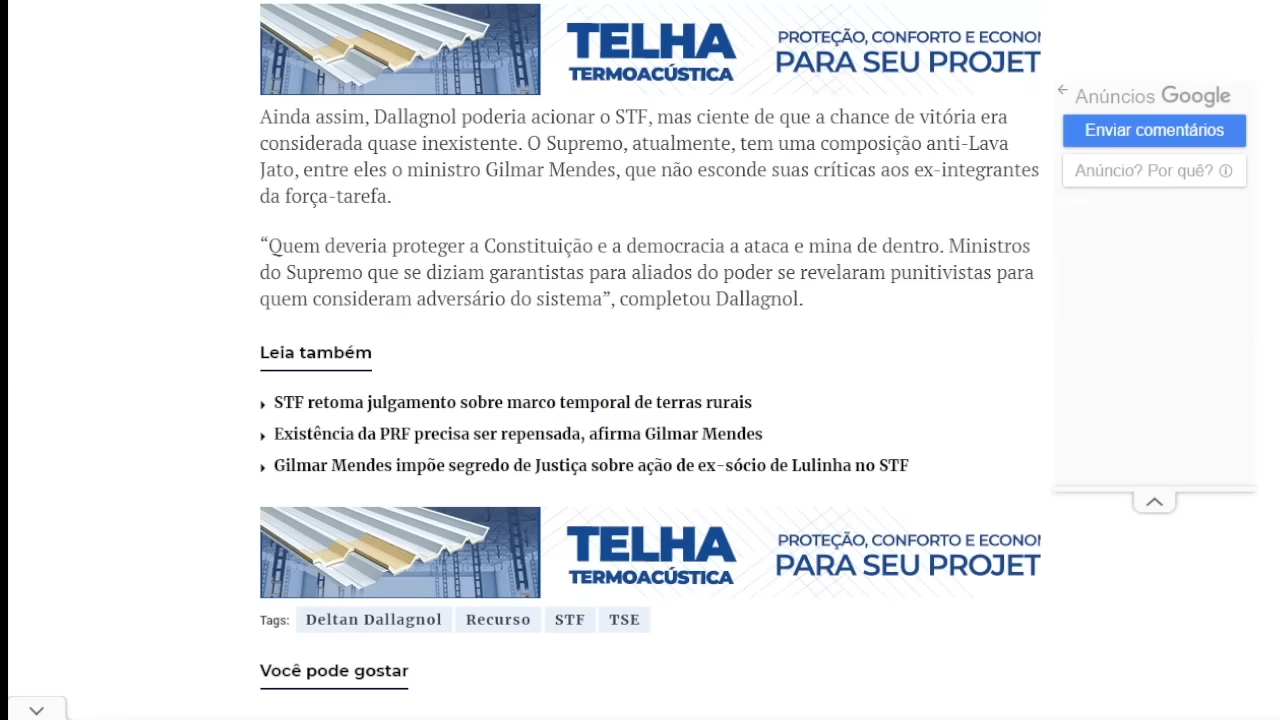 TELHA
TERMOACÚSTICA
PROTEÇÃO, CONFORTO E ECONO
PARA SEU PROJET
Ainda assim, Dallagnol poderia acionar o STF, mas ciente de que a chance de vitória era
considerada quase inexistente. O Supremo, atualmente, tem uma composição anti-Lava
Jato, entre eles o ministro Gilmar Mendes, que não esconde suas críticas aos ex-integrantes
da força-tarefa.
“Quem deveria proteger a Constituição e a democracia a ataca e mina de dentro. Ministros
do Supremo que se diziam garantistas para aliados do poder se revelaram punitivistas para
quem consideram adversário do sistema”, completou Dallagnol.
Leia também
STF retoma julgamento sobre marco temporal de terras rurais
Existência da PRF precisa ser repensada, afirma Gilmar Mendes
Gilmar Mendes impõe segredo de Justiça sobre ação de ex-sócio de Lulinha no STF
TELHA
TERMOACÚSTICA
PROTEÇÃO, CONFORTO E ECONO
PARA SEU PROJET
Tags: Deltan Dallagnol Recurso STF TSE
Você pode gostar
Anúncios Google
Enviar comentários
Anúncio? Por quê?